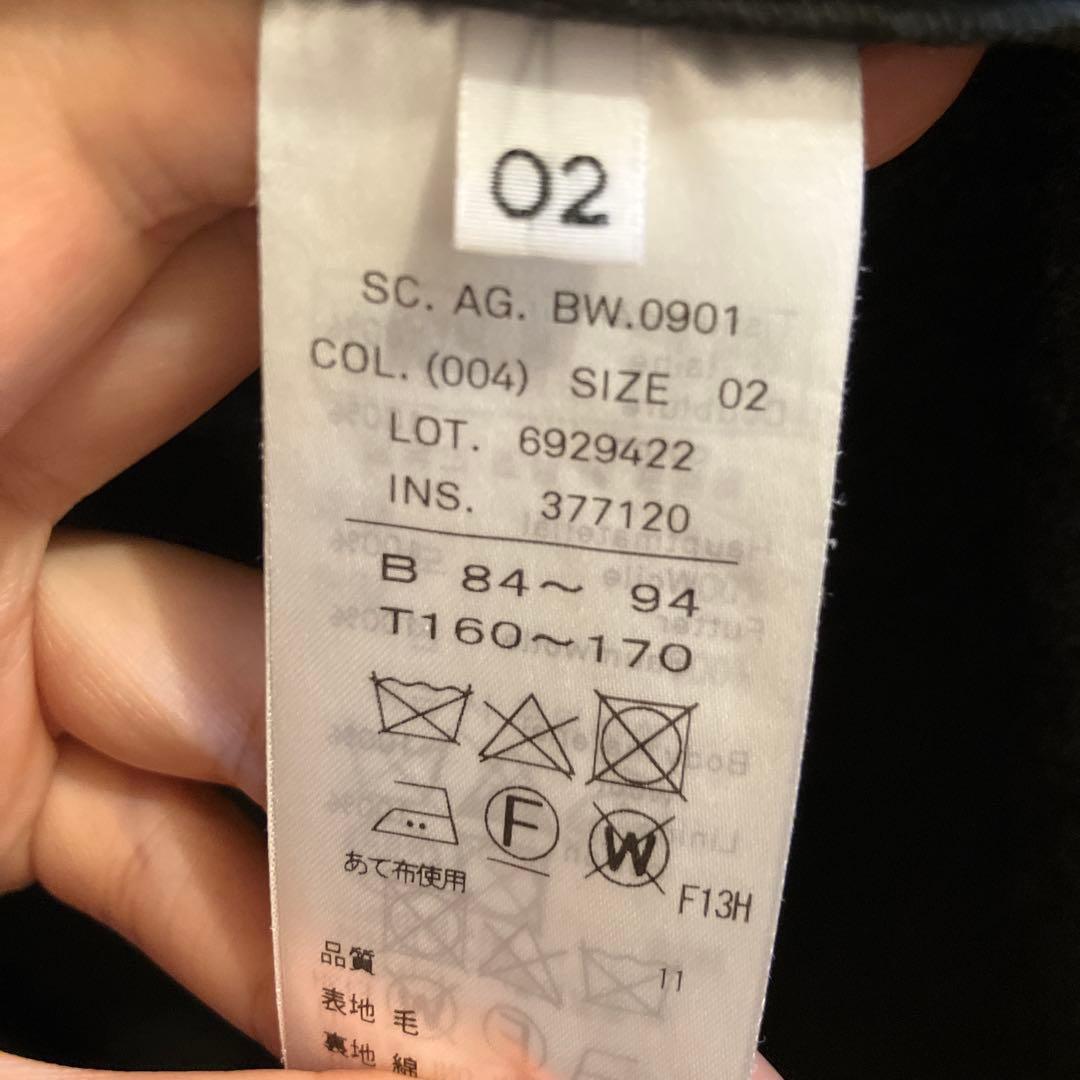 02
SC. AG. BW.0901
COL. (004) SIZE 02
LOT. 6929422
INS. 377120
B 84～ 94
T160～170
F
W
あて布使用
F13H
品質
11
表地 毛
裏地 綿